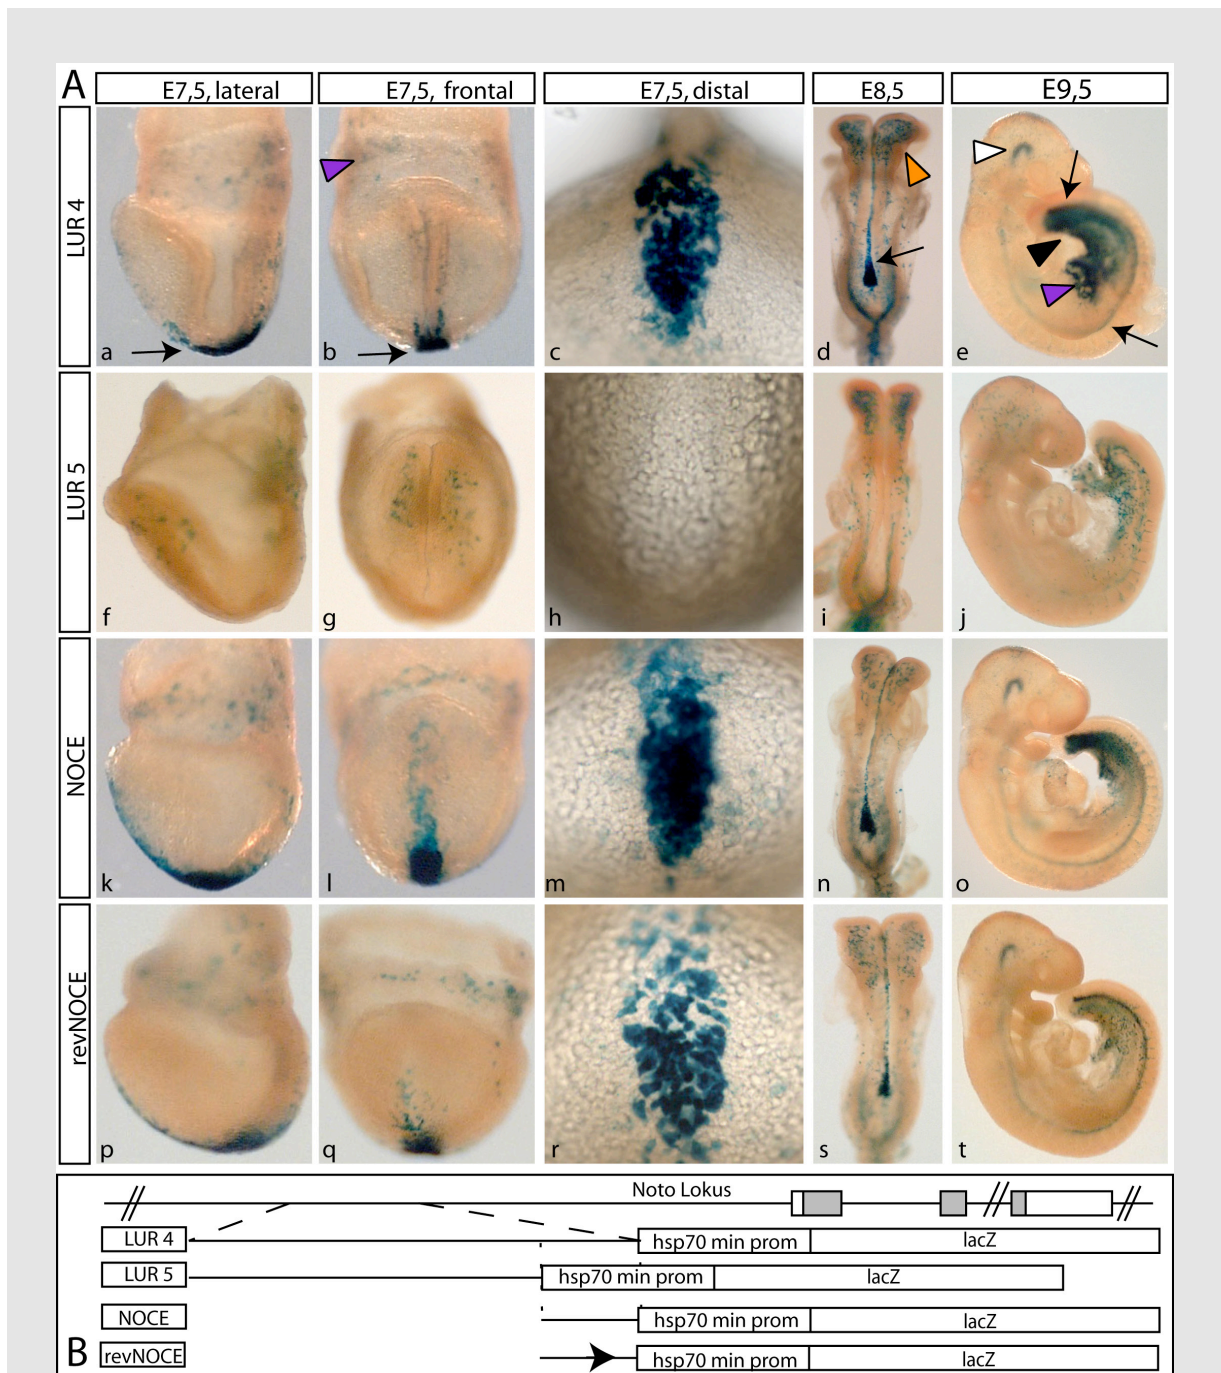 A
E7,5, lateral
E7,5, frontal
E7,5, distal
E8,5
E9,5
LUR 4
a
b
c
d
e
LUR 5
f
g
h
i
j
NOCE
k
l
m
n
o
revNOCE
p
q
r
s
t
Noto Lokus
LUR 4
hsp70 min prom
lacZ
LUR 5
hsp70 min prom
lacZ
NOCE
hsp70 min prom
lacZ
B
revNOCE
hsp70 min prom
lacZ